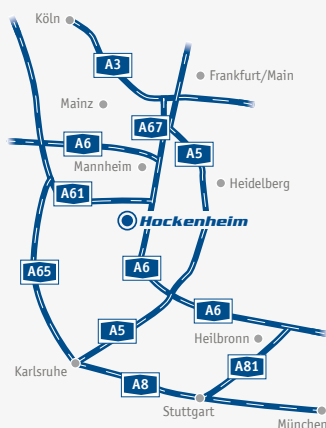 Köln
A3
Frankfurt/Main
Mainz
A67
A6
A5
Mannheim
Heidelberg
A61
Hockenheim
A65
A6
A6
A5
Heilbronn
Karlsruhe
A81
A8
Stuttgart
München